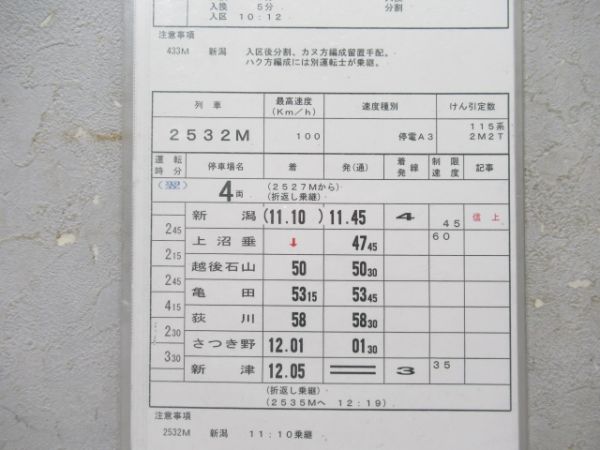 入換 5分 分割
入区 10:12
注意事項
433M 新潟 入区後分割、カヌ方編成留置手配。
ハク方編成には別運転士が乗継。
列車 最高速度(Km/h) 速度種別 けん引定数
2532M 100 停電A3 115系 2M2T
運転時分 停車場名 着 発(通) 着発線 制限速度 記事
4両 (2527Mから) (折返し乗継)
新潟 (11.10) 11.45 4 45 信上
2 45
上沼垂 ↓ 47 45 60
2 15
越後石山 50 50 30
2 45
亀田 53 15 53 45
4 15
荻川 58 58 30
2 30
さつき野 12.01 01 30
3 30
新津 12.05 3 35
(折返し乗継)
(2535Mへ 12:19)
注意事項
2532M 新潟 11:10乗継